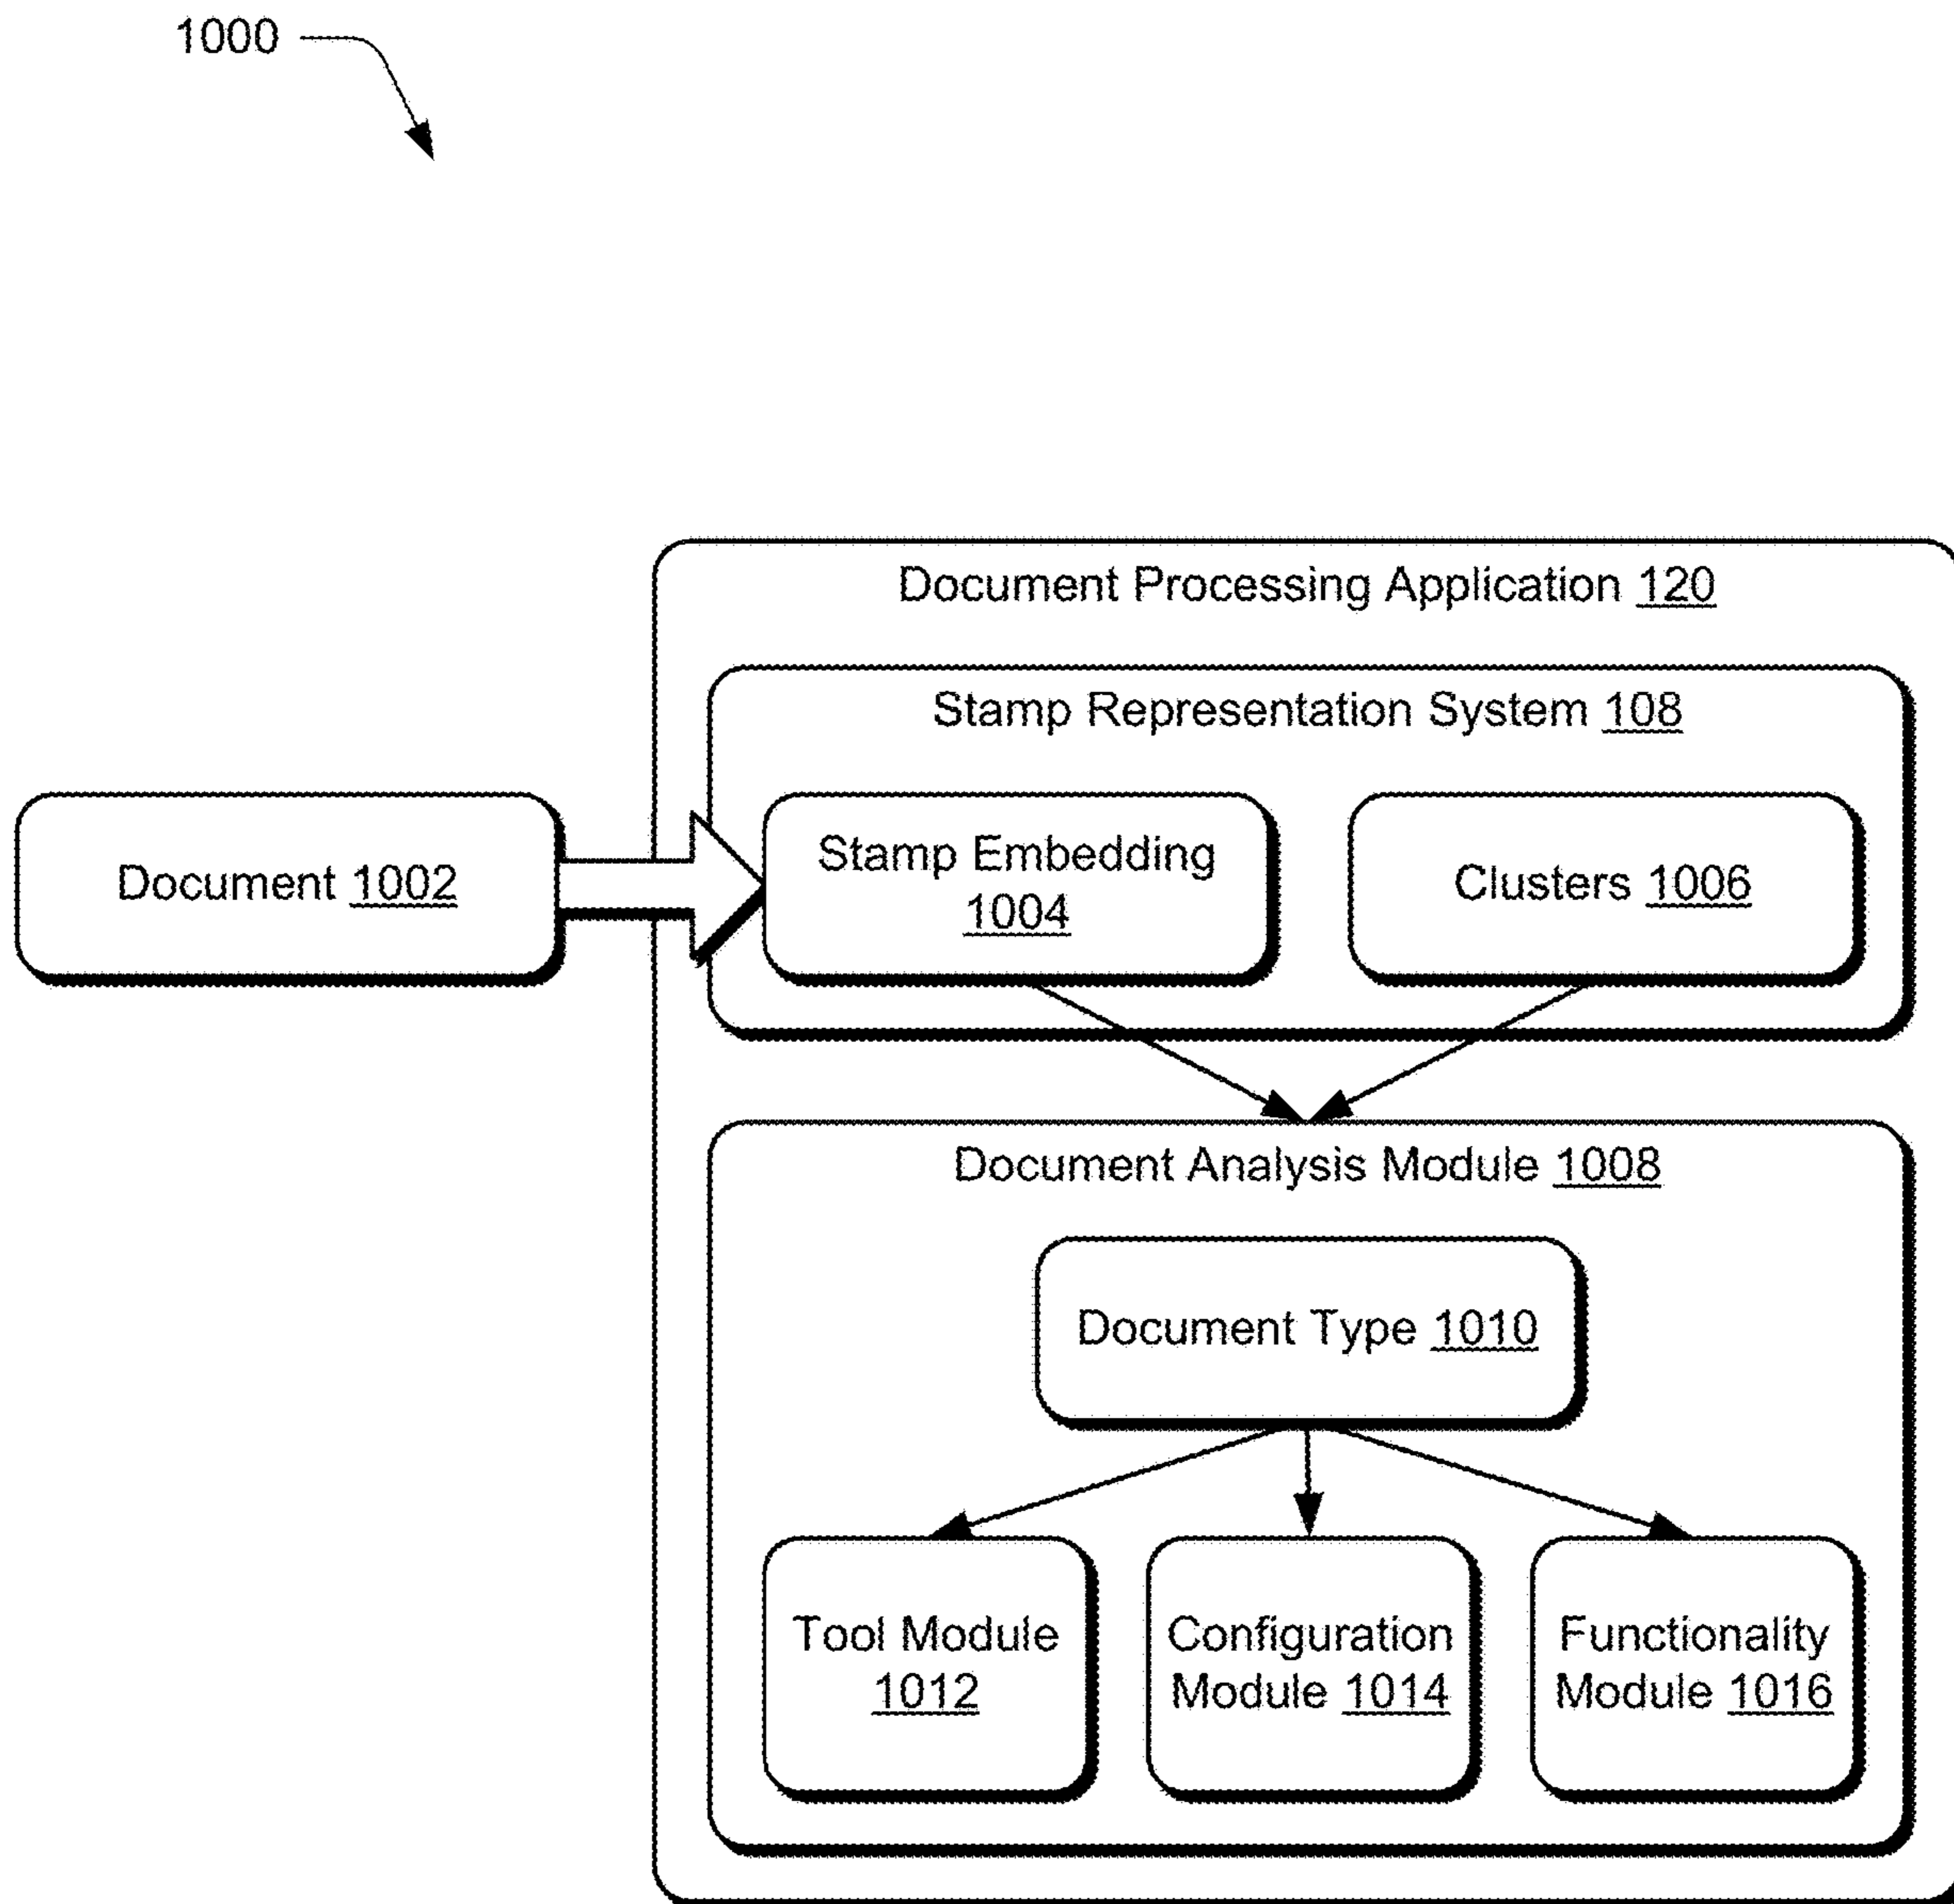 1000
Document Processing Application 120
Stamp Representation System 108
Document 1002
Stamp Embedding
1004
Clusters 1006
Document Analysis Module 1008
Document Type 1010
Tool Module
1012
Configuration
Module 1014
Functionality
Module 1016